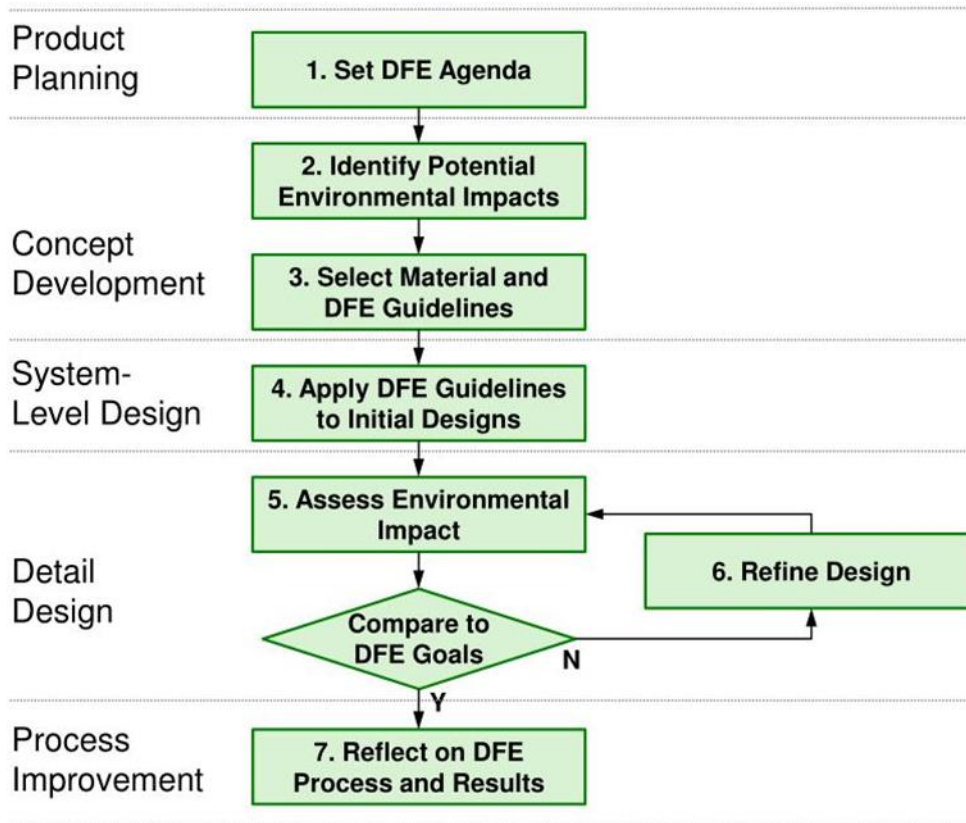 Product
Planning
1. Set DFE Agenda
2. Identify Potential
Environmental Impacts
Concept
Development
3. Select Material and
DFE Guidelines
System-
Level Design
4. Apply DFE Guidelines
to Initial Designs
5. Assess Environmental
Impact
Detail
Design
6. Refine Design
Compare to
DFE Goals
N
Y
Process
Improvement
7. Reflect on DFE
Process and Results